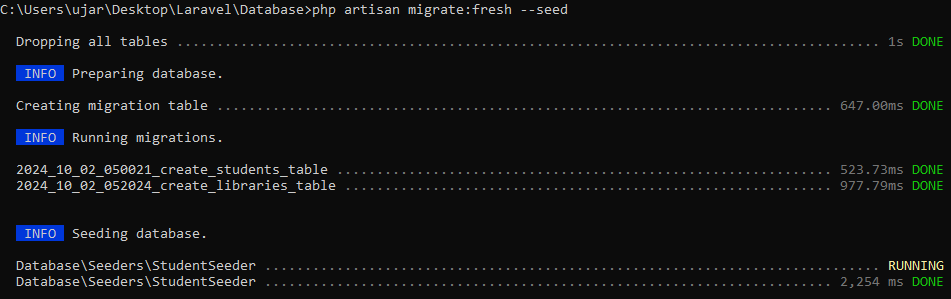 C:\Users\ujar\Desktop\Laravel\Database>php artisan migrate:fresh --seed
Dropping all tables ........................................................................................ 1s DONE
INFO Preparing database.
Creating migration table ............................................................................. 647.00ms DONE
INFO Running migrations.
2024_10_02_050021_create_students_table .............................................................. 523.73ms DONE
2024_10_02_052024_create_libraries_table ............................................................. 977.79ms DONE
INFO Seeding database.
Database\Seeders\StudentSeeder ............................................................................. RUNNING
Database\Seeders\StudentSeeder ....................................................................... 2,254 ms DONE